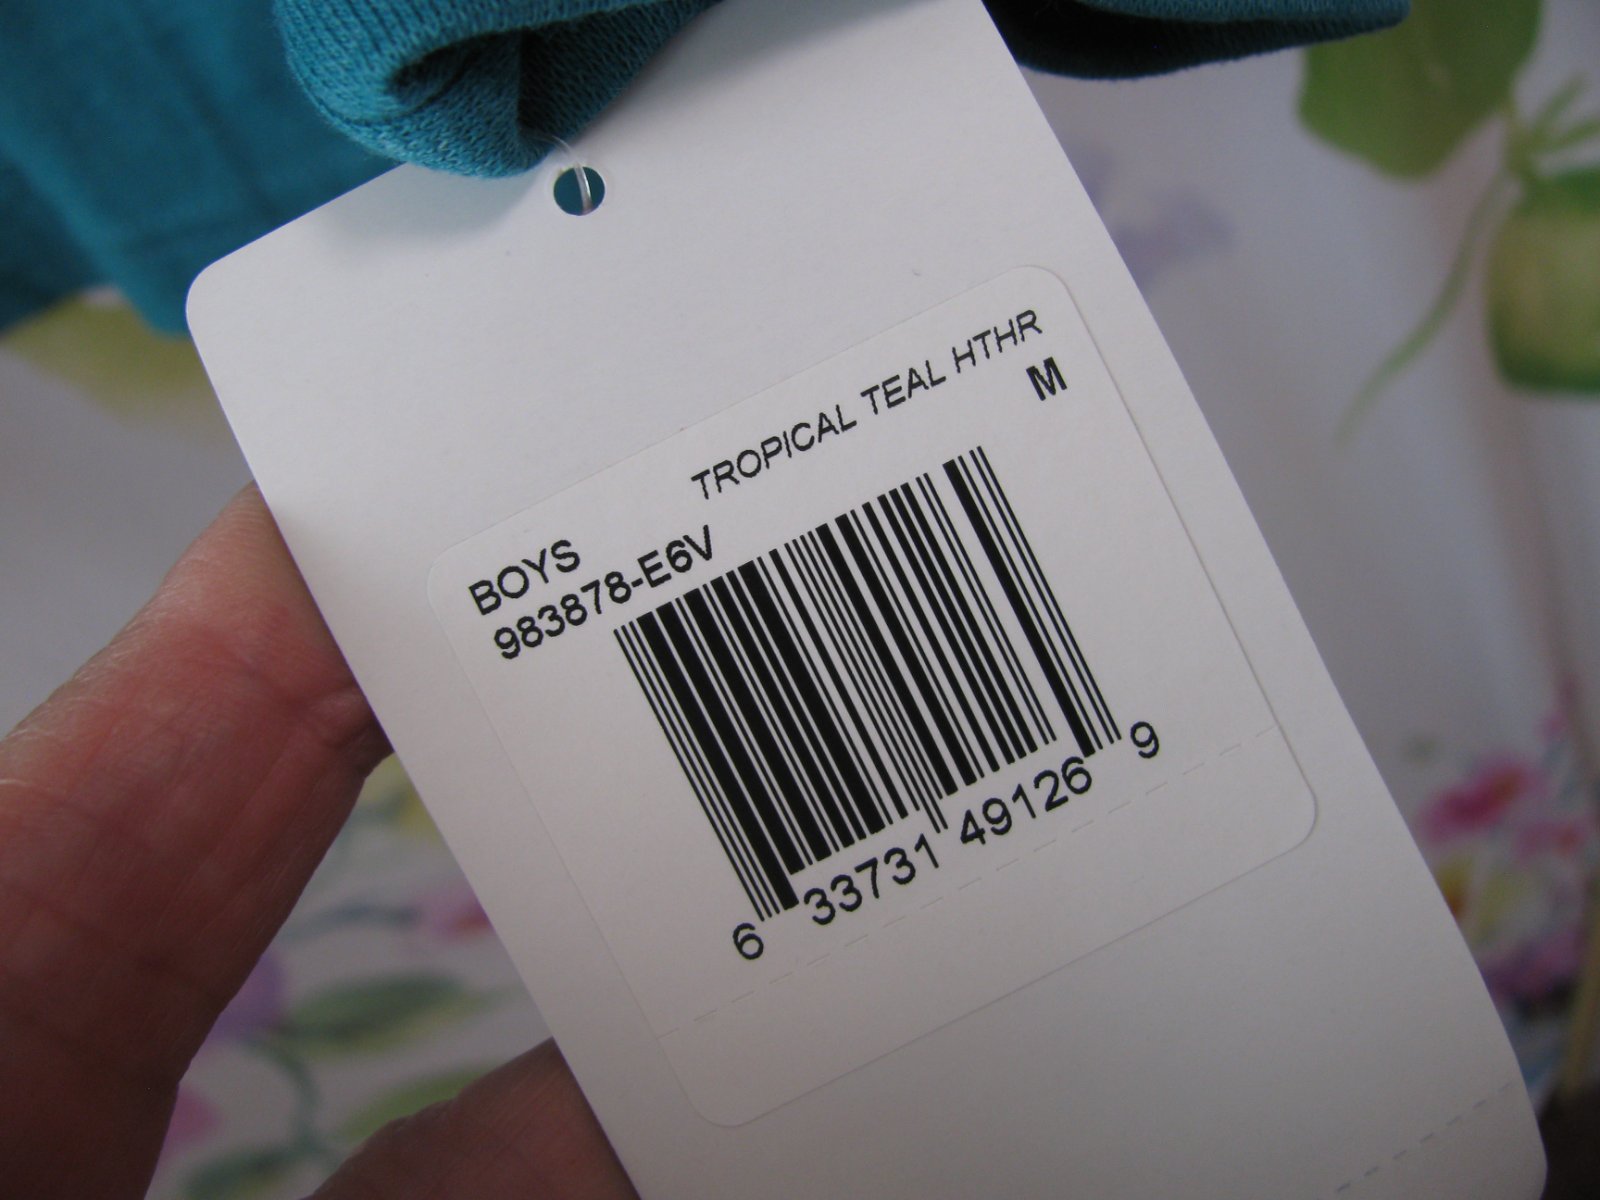 TROPICAL TEAL HTHR
M
BOYS
983878-E6V
6 33731 49126 9